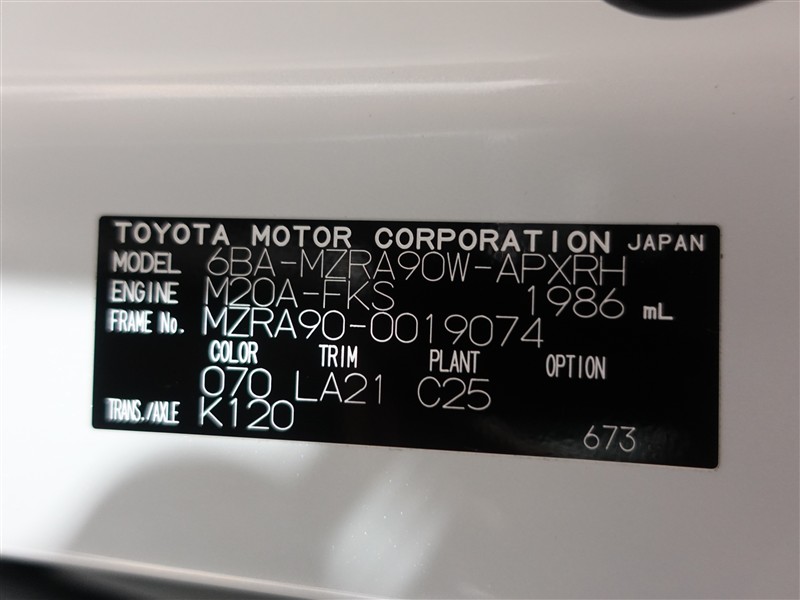 TOYOTA MOTOR CORPORATION JAPAN
MODEL 6BA-MZRA90W-APXRH
ENGINE M20A-FKS 1986 mL
FRAME No. MZRA90-0019074
COLOR TRIM PLANT OPTION
070 LA21 C25
TRANS./AXLE K120
673